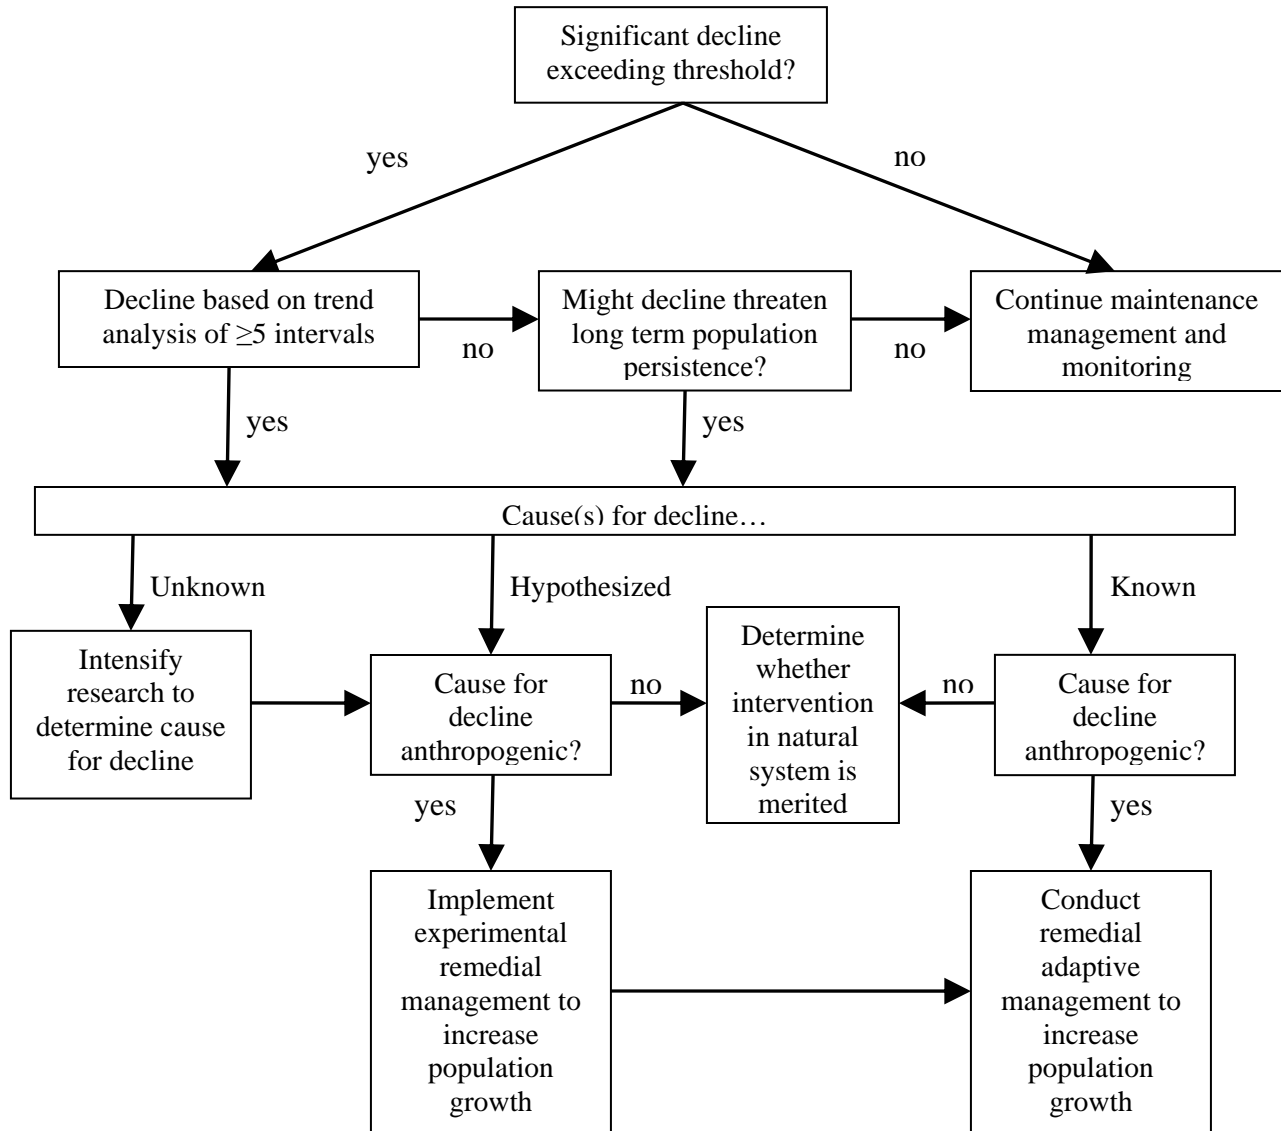 Significant decline
exceeding threshold?
yes
no
Decline based on trend
analysis of ≥5 intervals
no
Might decline threaten
long term population
persistence?
no
Continue maintenance
management and
monitoring
yes
yes
Cause(s) for decline…
Unknown
Hypothesized
Known
Intensify
research to
determine cause
for decline
Cause for
decline
anthropogenic?
no
Determine
whether
intervention
in natural
system is
merited
no
Cause for
decline
anthropogenic?
yes
yes
Implement
experimental
remedial
management to
increase
population
growth
Conduct
remedial
adaptive
management to
increase
population
growth